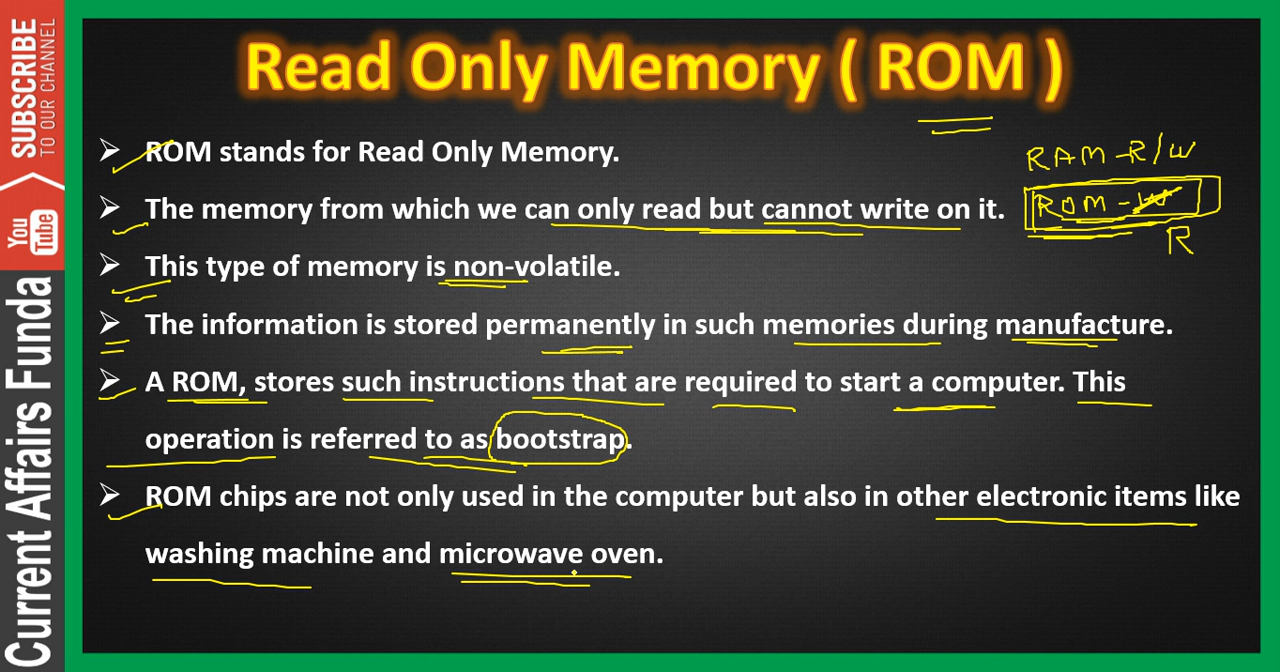 SUBSCRIBE
TO OUR CHANNEL
You Tube
Current Affairs Funda
Read Only Memory ( ROM )
ROM stands for Read Only Memory.
The memory from which we can only read but cannot write on it.
This type of memory is non-volatile.
The information is stored permanently in such memories during manufacture.
A ROM, stores such instructions that are required to start a computer. This
operation is referred to as bootstrap.
ROM chips are not only used in the computer but also in other electronic items like
washing machine and microwave oven.
RAM - R/W
ROM - W
R